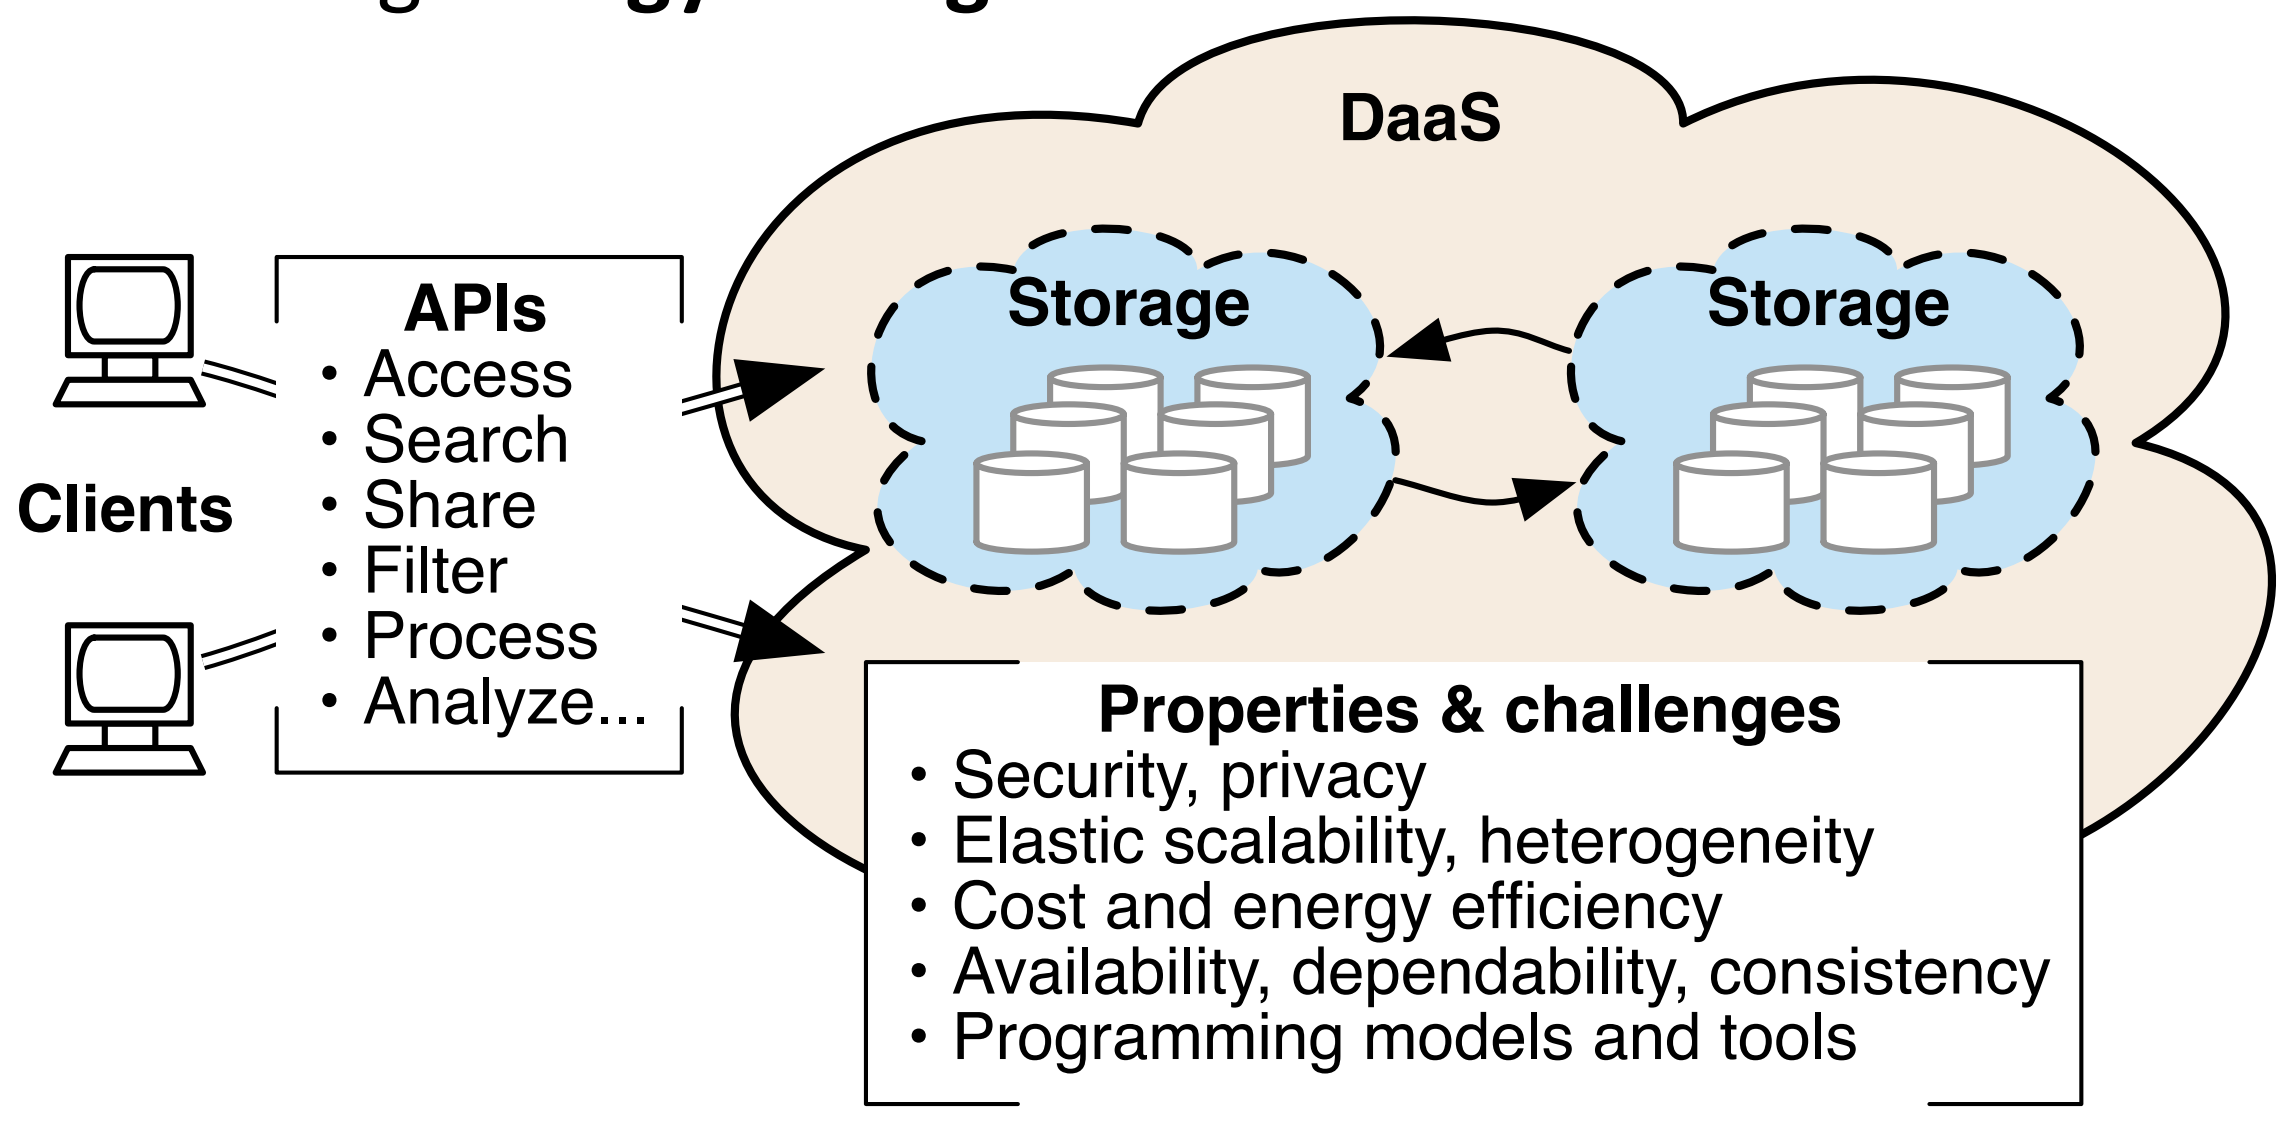 DaaS
Storage
Storage
Clients
APIs
• Access
• Search
• Share
• Filter
• Process
• Analyze...
Properties & challenges
• Security, privacy
• Elastic scalability, heterogeneity
• Cost and energy efficiency
• Availability, dependability, consistency
• Programming models and tools